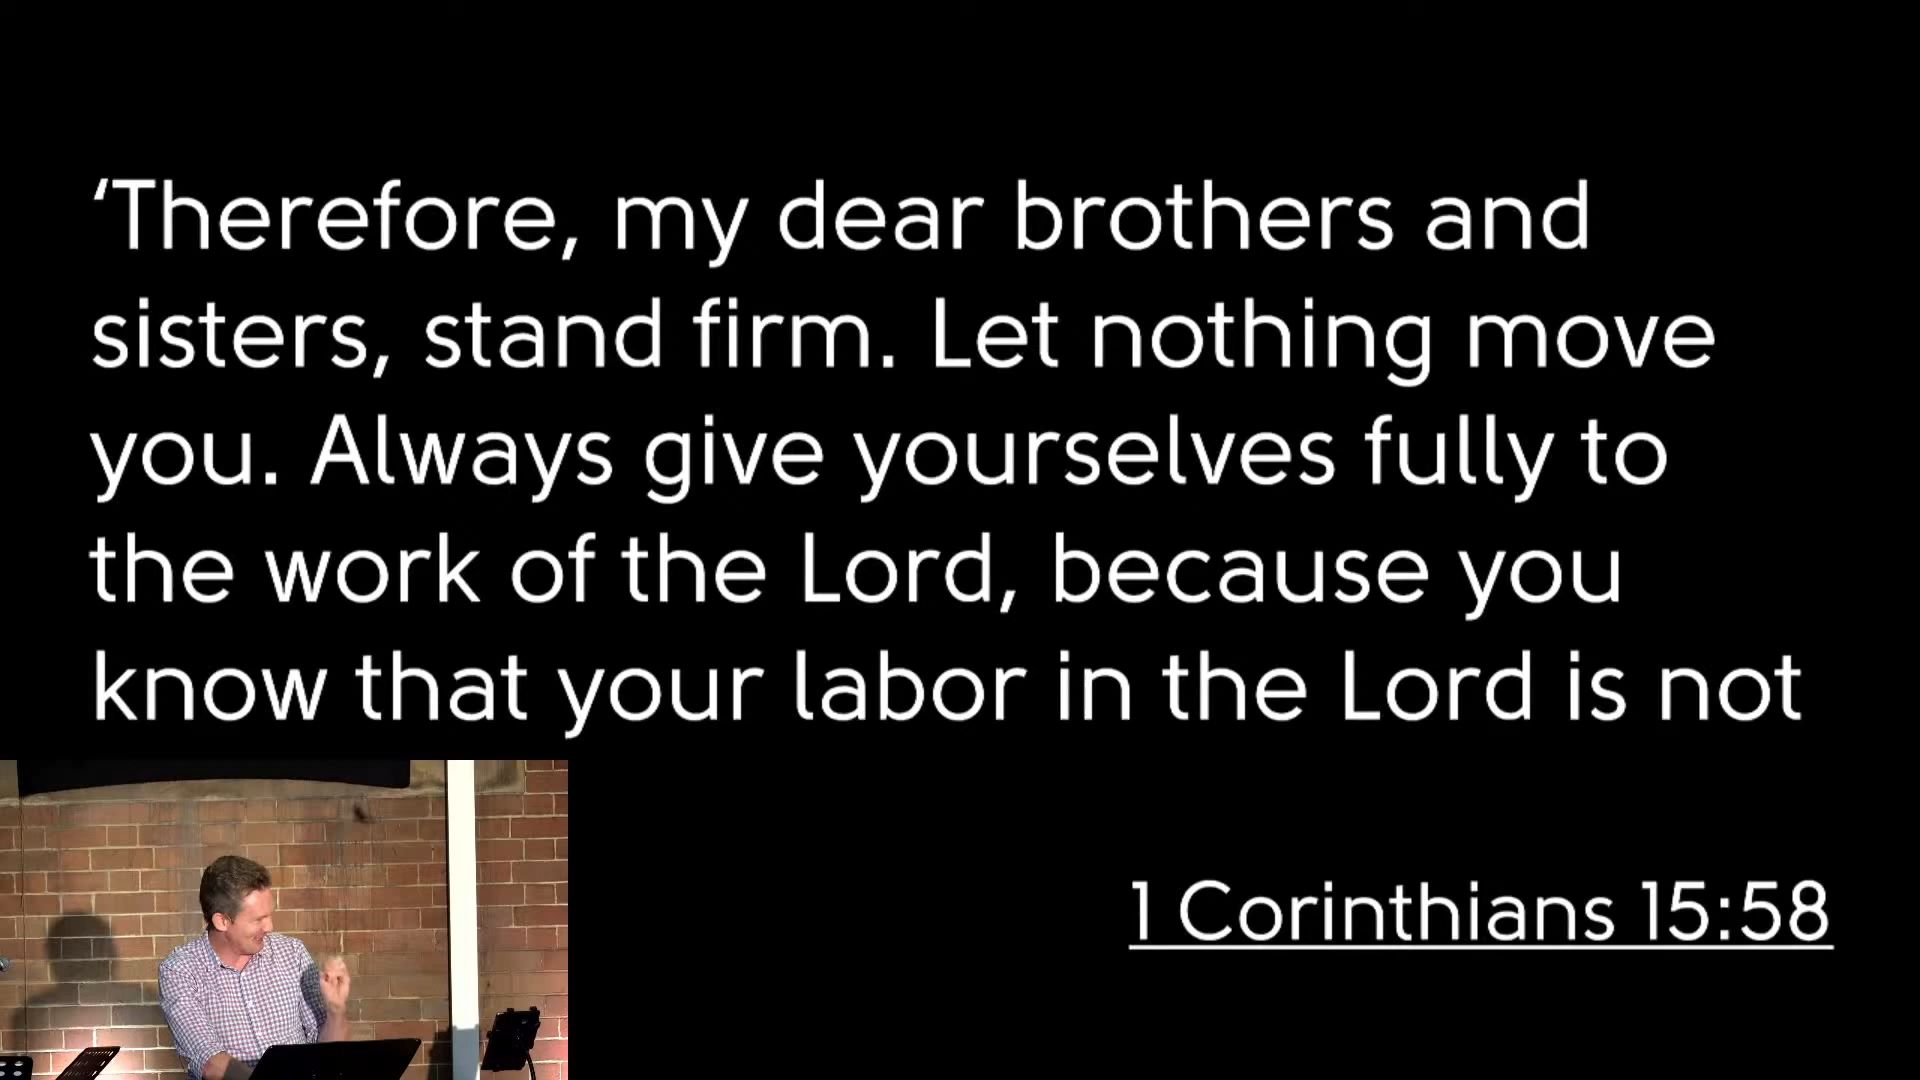 ‘Therefore, my dear brothers and
sisters, stand firm. Let nothing move
you. Always give yourselves fully to
the work of the Lord, because you
know that your labor in the Lord is not
1 Corinthians 15:58